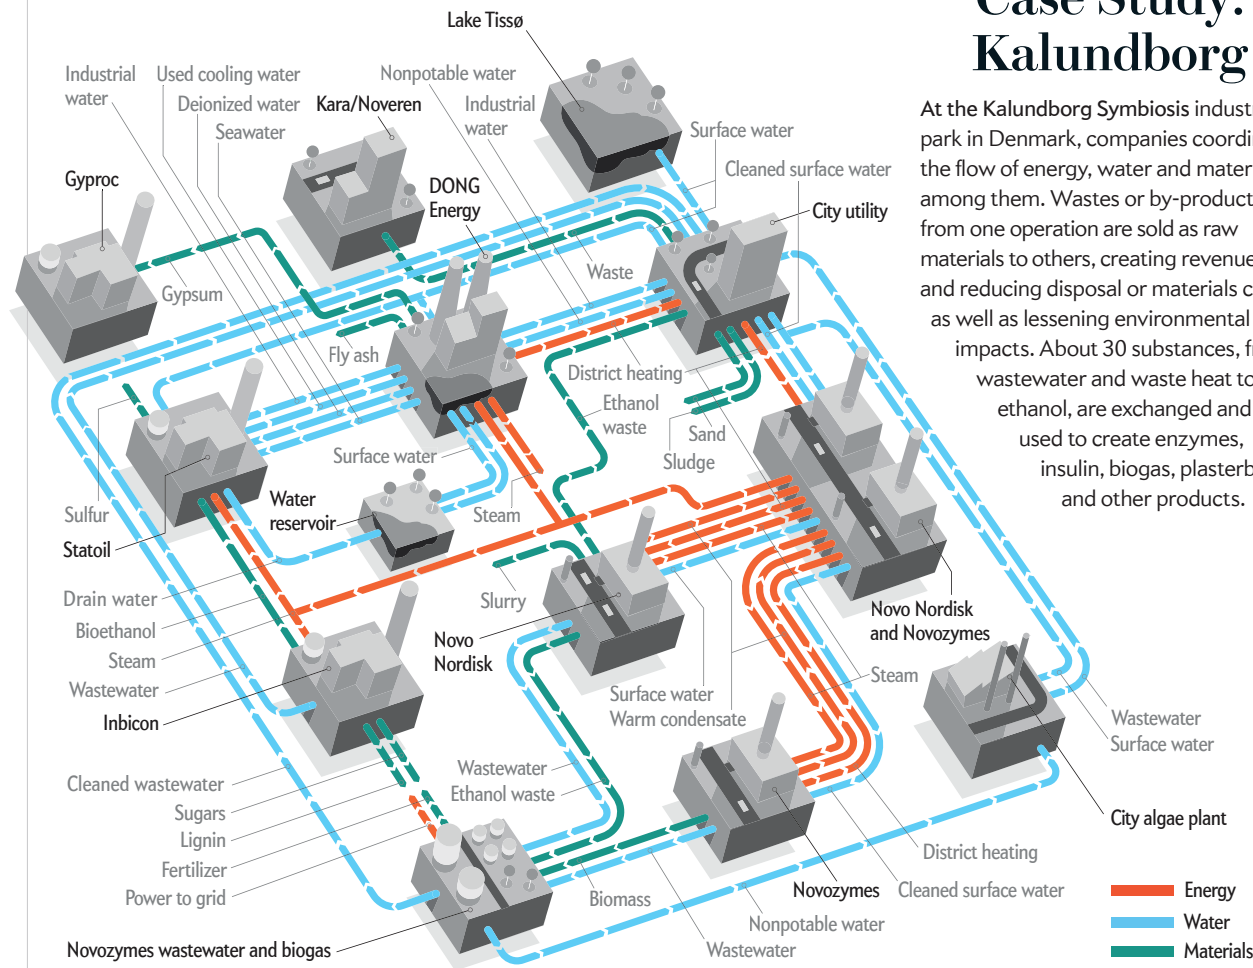 Case Study:
Kalundborg
At the Kalundborg Symbiosis
park in Denmark, companies
the flow of energy, water and
among them. Wastes or
from one operation are sold as raw
materials to others, creating revenue
and reducing disposal or materials
as well as lessening environmental
impacts. About 30 substances,
wastewater and waste heat to
ethanol, are exchanged and
used to create enzymes,
insulin, biogas,
and other products.
Lake Tissø
Industrial
water
Used cooling water
Deionized water
Seawater
Kara/Noveren
Nonpotable water
Industrial
water
Surface water
Cleaned surface water
Gyproc
DONG
Energy
City utility
Gypsum
Waste
Fly ash
District heating
Ethanol
waste
Sand
Sludge
Surface water
Steam
Water
reservoir
Sulfur
Statoil
Drain water
Bioethanol
Steam
Wastewater
Inbicon
Slurry
Novo
Nordisk
Novo Nordisk
and Novozymes
Surface water
Warm condensate
Steam
Wastewater
Surface water
Cleaned wastewater
Sugars
Lignin
Fertilizer
Power to grid
Wastewater
Ethanol waste
City algae plant
District heating
Cleaned surface water
Novozymes
Biomass
Nonpotable water
Wastewater
Novozymes wastewater and biogas
Energy
Water
Materials